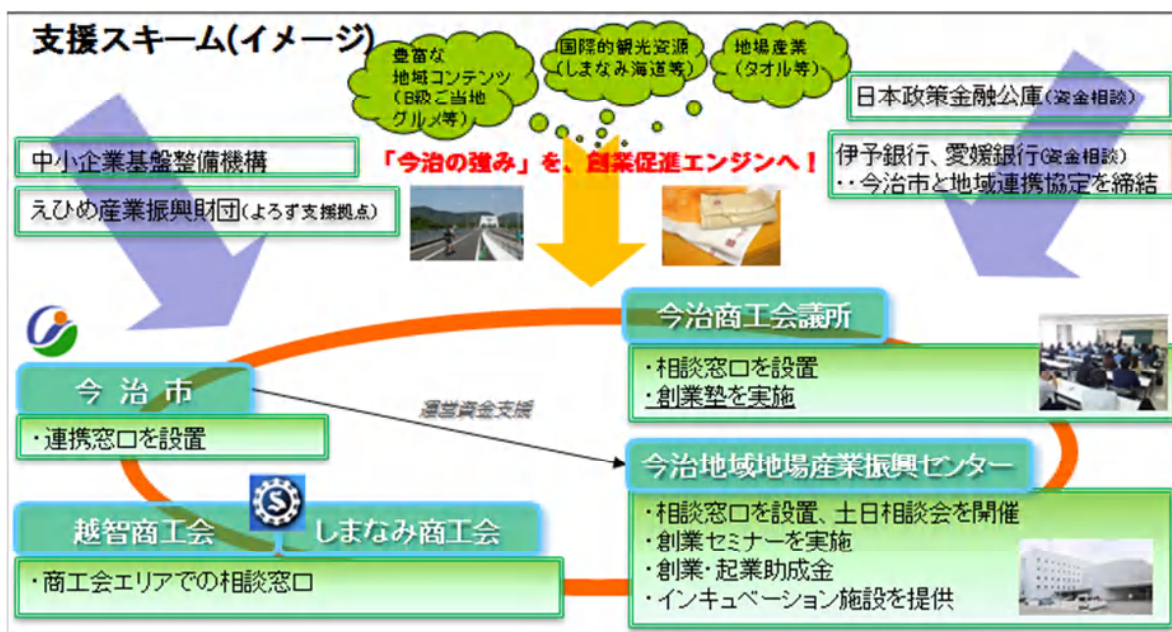 支援スキーム(イメージ)
豊富な
地域コンテンツ
(B級ご当地
グルメ等)
国際的観光資源
(しまなみ海道等)
地場産業
(タオル等)
日本政策金融公庫(資金相談)
中小企業基盤整備機構
「今治の強み」を、創業促進エンジンへ!
伊予銀行、愛媛銀行(資金相談)
‥今治市と地域連携協定を締結
えひめ産業振興財団(よろず支援拠点)
今治商工会議所
・相談窓口を設置
・創業塾を実施
今 治 市
・連携窓口を設置
運営資金支援
今治地域地場産業振興センター
・相談窓口を設置、土日相談会を開催
・創業セミナーを実施
・創業・起業助成金
・インキュベーション施設を提供
越智商工会
S
しまなみ商工会
・商工会エリアでの相談窓口